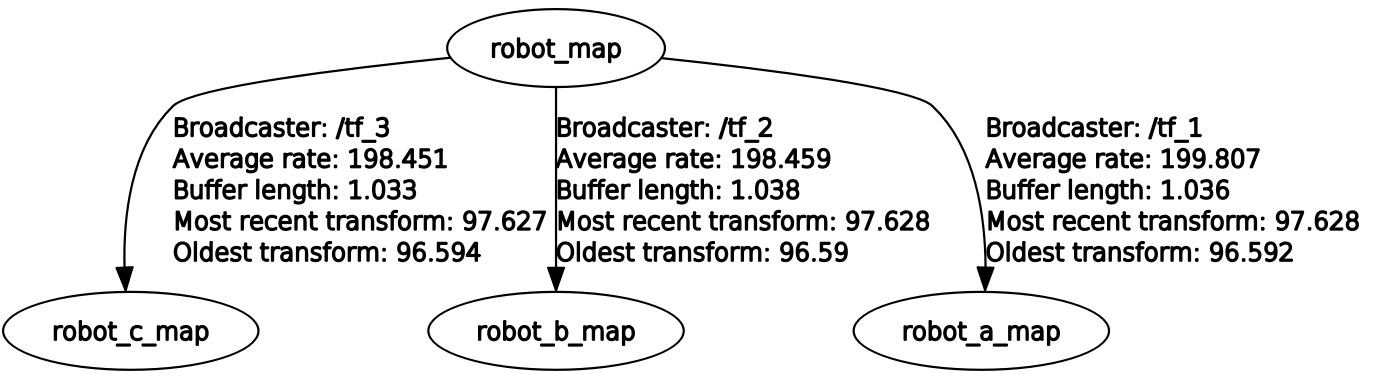 robot_map
Broadcaster: /tf_3
Average rate: 198.451
Buffer length: 1.033
Most recent transform: 97.627
Oldest transform: 96.594
Broadcaster: /tf_2
Average rate: 198.459
Buffer length: 1.038
Most recent transform: 97.628
Oldest transform: 96.59
Broadcaster: /tf_1
Average rate: 199.807
Buffer length: 1.036
Most recent transform: 97.628
Oldest transform: 96.592
robot_c_map
robot_b_map
robot_a_map